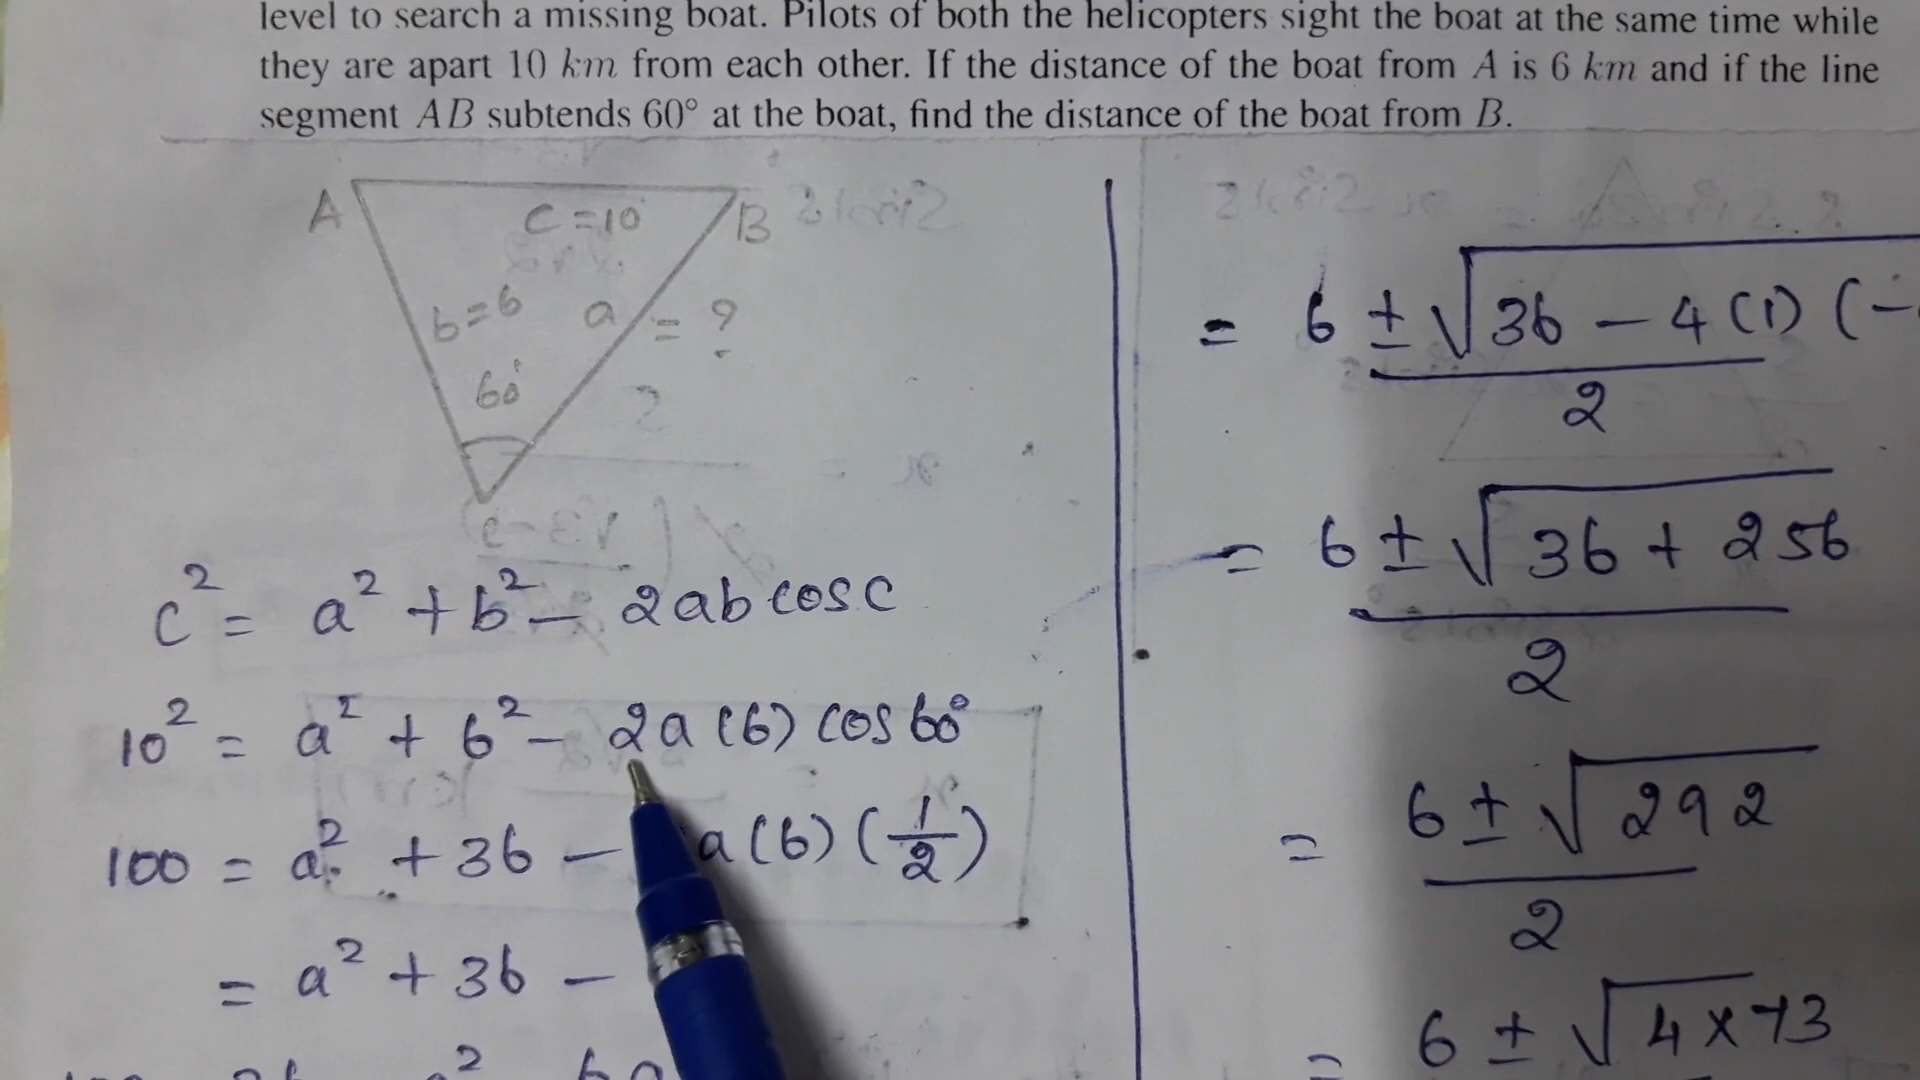 level to search a missing boat. Pilots of both the helicopters sight the boat at the same time while
they are apart 10 km from each other. If the distance of the boat from A is 6 km and if the line
segment AB subtends 60° at the boat, find the distance of the boat from B.
A
C = 10
B
b = 6
a = ?
60°
c² = a² + b² – 2ab cos c
10² = a² + 6² – 2a (6) cos 60°
100 = a² + 36 – a (6) (1/2)
= a² + 36 –
a² 6a
= 6 ± √36 – 4 (1) (–
2
= 6 ± √36 + 256
2
= 6 ± √292
2
= 6 ± √4 × 73